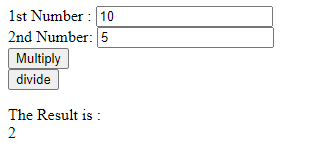 1st Number : 10
2nd Number: 5
Multiply
divide
The Result is :
2